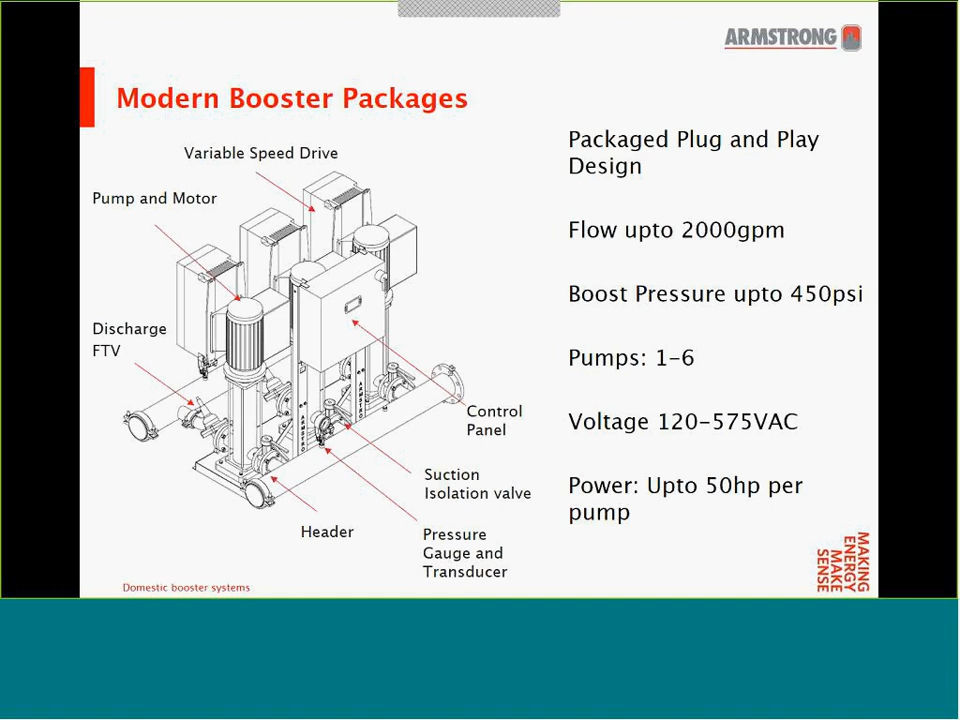 ARMSTRONG
Modern Booster Packages
Variable Speed Drive
Pump and Motor
Discharge
FTV
Control
Panel
Suction
Isolation valve
Header
Pressure
Gauge and
Transducer
ARMSTRO
ARMSTRO
Packaged Plug and Play
Design
Flow upto 2000gpm
Boost Pressure upto 450psi
Pumps: 1-6
Voltage 120-575VAC
Power: Upto 50hp per
pump
Domestic booster systems
MAKING
ENERGY
MAKE
SENSE